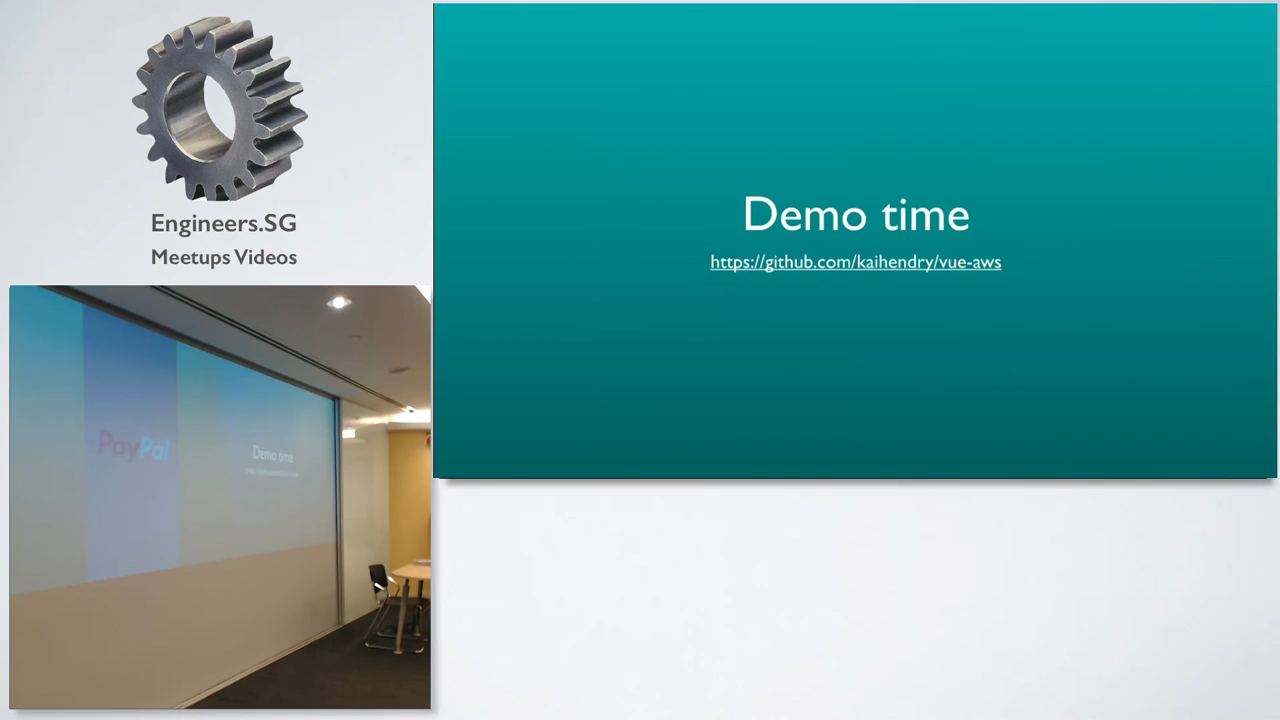 Engineers.SG
Meetups Videos
Demo time
https://github.com/kaihendry/vue-aws
PayPal
Demo time